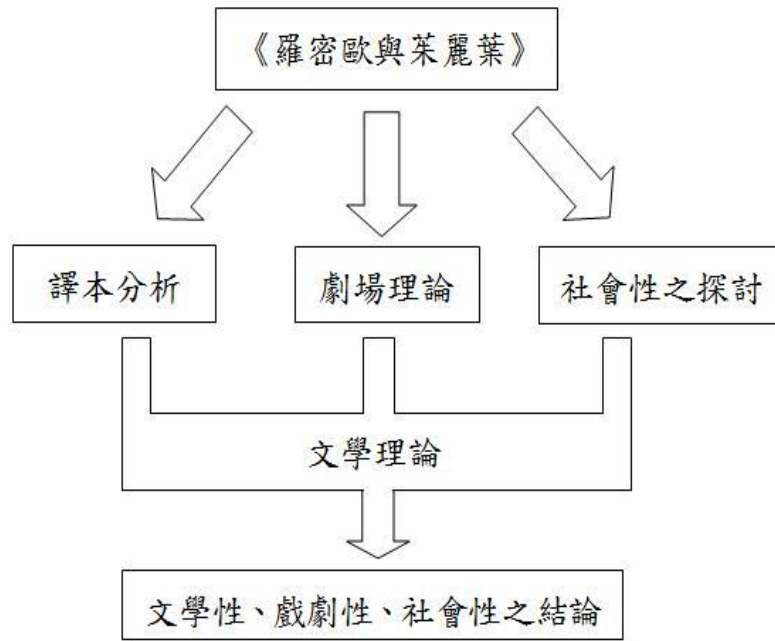 《羅密歐與茱麗葉》
譯本分析
劇場理論
社會性之探討
文學理論
文學性、戲劇性、社會性之結論